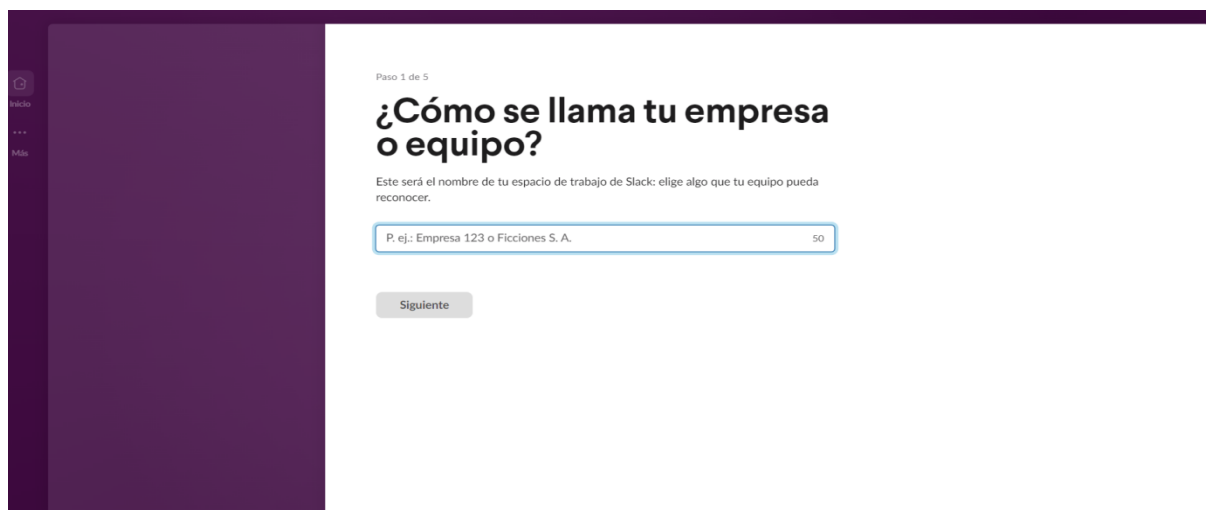 Inicio
Más
Paso 1 de 5
¿Cómo se llama tu empresa
o equipo?
Este será el nombre de tu espacio de trabajo de Slack: elige algo que tu equipo pueda
reconocer.
P. ej.: Empresa 123 o Ficciones S. A. 50
Siguiente